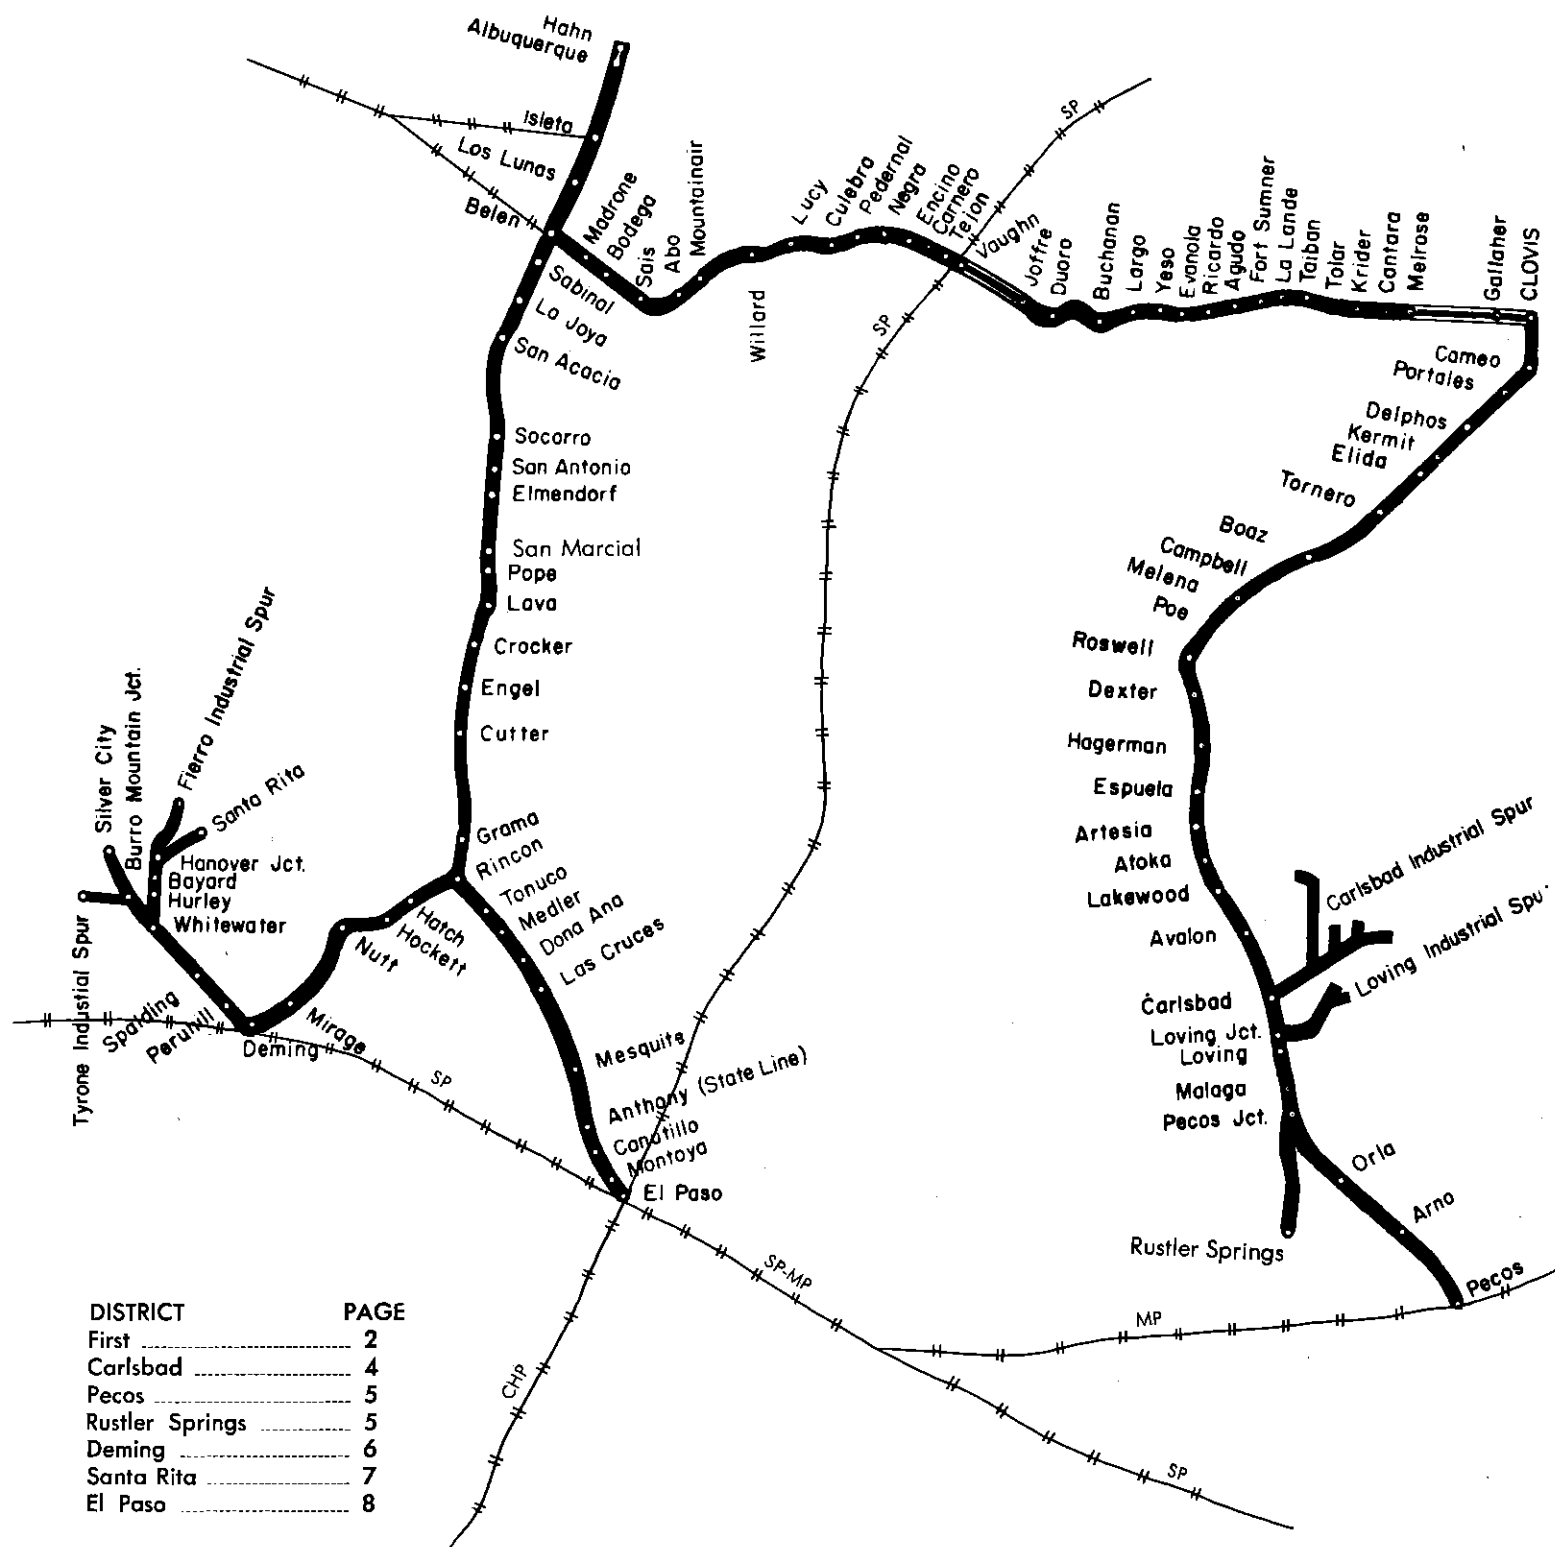 Hahn
Albuquerque
Isleta
Los Lunas
Belen
Madrone
Bodega
Sais
Abo
Mountainair
Willard
Lucy
Culebra
Pedernal
Negra
Encino
Carnero
Tejon
Vaughn
Joffre
Duoro
Buchanan
Largo
Yeso
Evanola
Ricardo
Agudo
Fort Sumner
La Lande
Taiban
Tolar
Krider
Cantara
Melrose
Gallaher
CLOVIS
SP
SP
Sabinal
La Joya
San Acacia
Socorro
San Antonio
Elmendorf
San Marcial
Pope
Lava
Crocker
Engel
Cutter
Grama
Rincon
Tonuco
Medler
Dona Ana
Las Cruces
Mesquite
Anthony (State Line)
Canutillo
Montoya
El Paso
Hatch
Hockett
Nutt
Mirage
Deming
Peruhill
Spalding
Whitewater
Hurley
Bayard
Hanover Jct.
Santa Rita
Fierro Industrial Spur
Burro Mountain Jct.
Silver City
Tyrone Industial Spur
SP
Cameo
Portales
Delphos
Kermit
Elida
Tornero
Boaz
Campbell
Melena
Poe
Roswell
Dexter
Hagerman
Espuela
Artesia
Atoka
Lakewood
Avalon
Carlsbad
Carlsbad Industrial Spur
Loving Industrial Spur
Loving Jct.
Loving
Malaga
Pecos Jct.
Orla
Arno
Pecos
Rustler Springs
SP-MP
MP
CHP
SP
DISTRICT PAGE
First 2
Carlsbad 4
Pecos 5
Rustler Springs 5
Deming 6
Santa Rita 7
El Paso 8